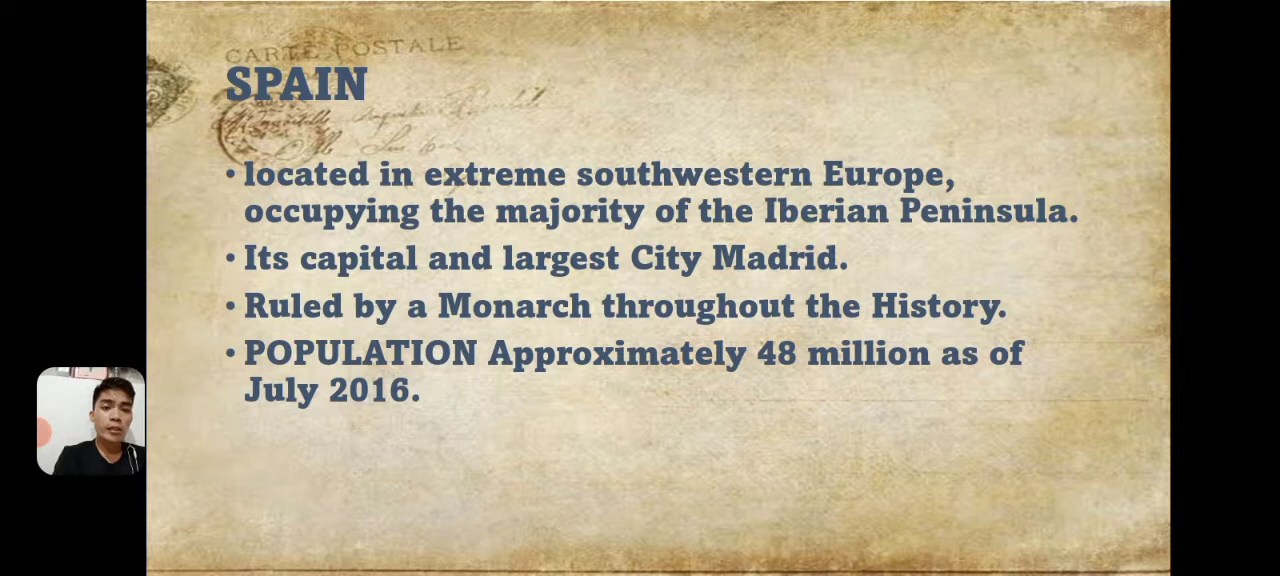 CARTE POSTALE
SPAIN
• located in extreme southwestern Europe,
occupying the majority of the Iberian Peninsula.
• Its capital and largest City Madrid.
• Ruled by a Monarch throughout the History.
• POPULATION Approximately 48 million as of
July 2016.